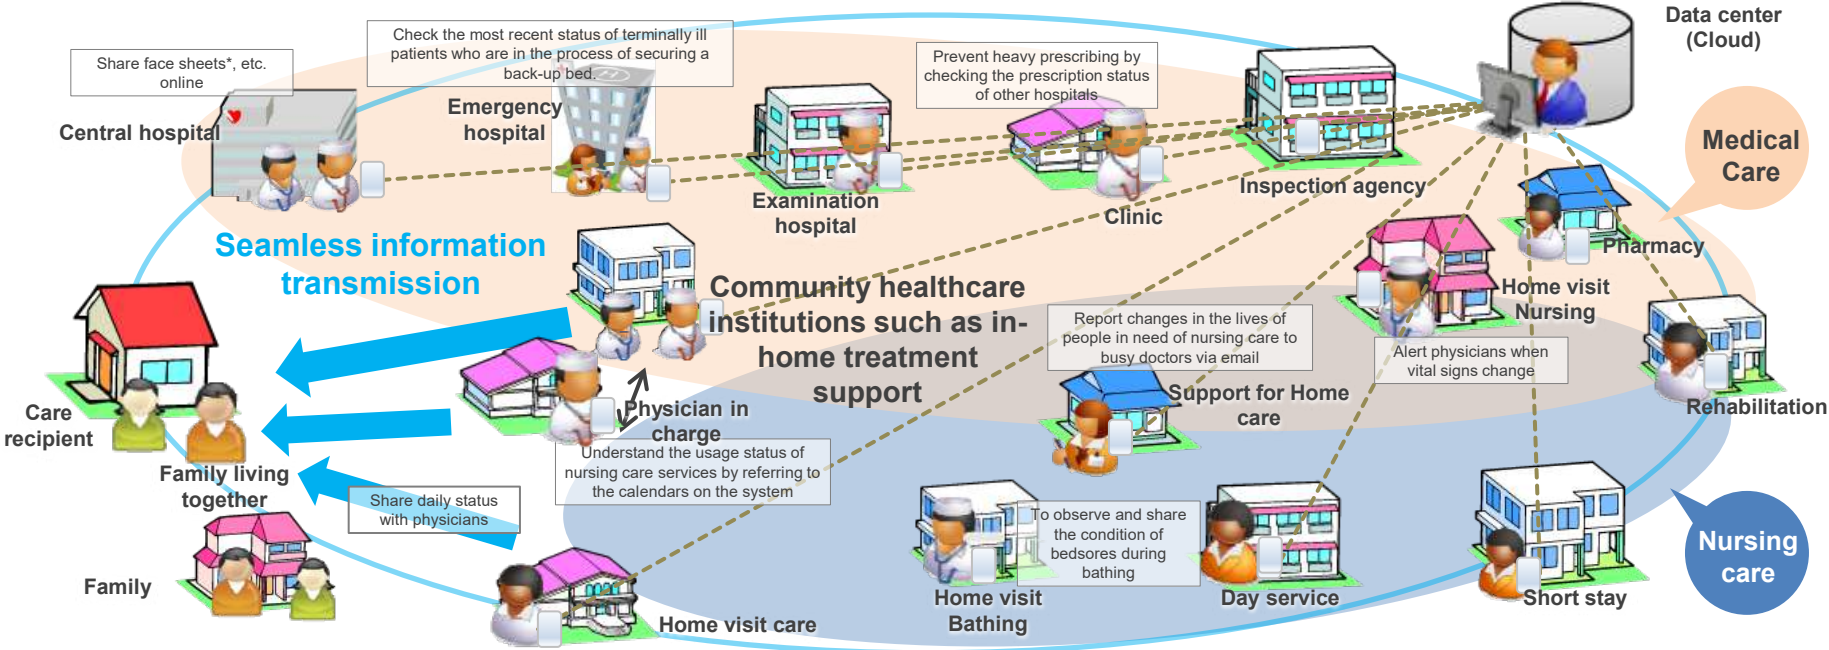 Share face sheets*, etc.
online
Check the most recent status of terminally ill
patients who are in the process of securing a
back-up bed.
Prevent heavy prescribing by
checking the prescription status
of other hospitals
Data center
(Cloud)
Central hospital
Emergency
hospital
Examination
hospital
Clinic
Inspection agency
Medical
Care
Pharmacy
Seamless information
transmission
Community healthcare
institutions such as in-
home treatment
support
Home visit
Nursing
Report changes in the lives of
people in need of nursing care to
busy doctors via email
Alert physicians when
vital signs change
Rehabilitation
Care
recipient
Family living
together
Physician in
charge
Support for Home
care
Understand the usage status of
nursing care services by referring to
the calendars on the system
Share daily status
with physicians
To observe and share
the condition of
bedsores during
bathing
Nursing
care
Family
Home visit care
Home visit
Bathing
Day service
Short stay